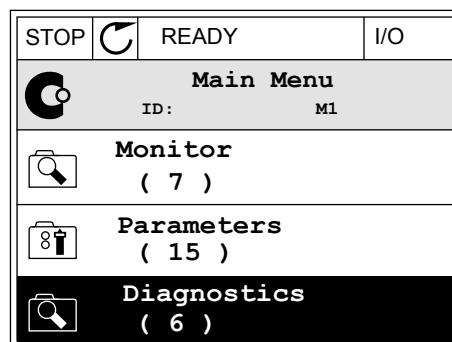 STOP READY I/O
Main Menu
ID: M1
Monitor
( 7 )
Parameters
( 15 )
Diagnostics
( 6 )